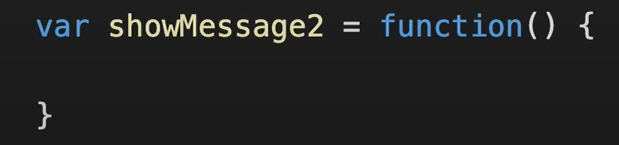 var showMessage2 = function() {
}